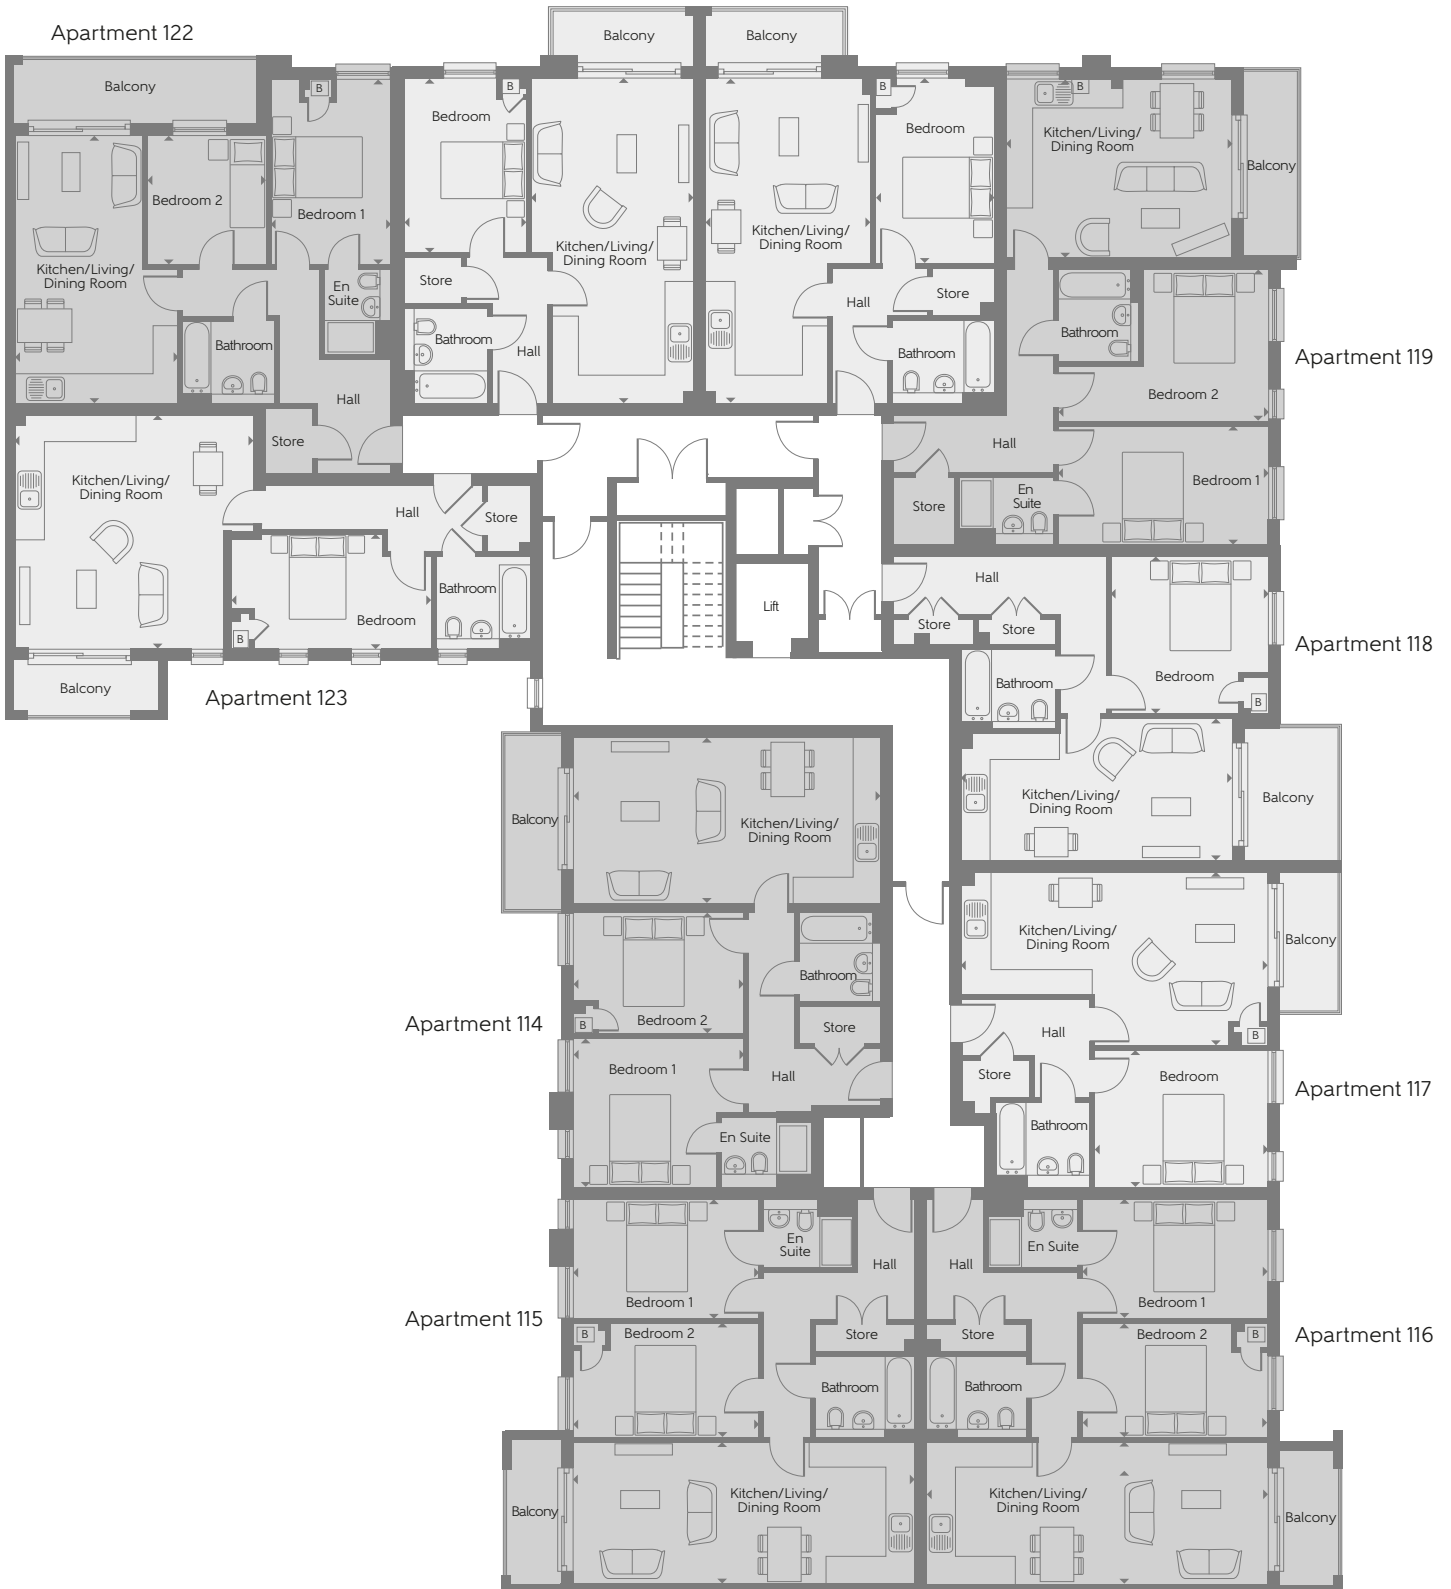 Apartment 122
Balcony
Balcony
Balcony
B
B
B
B
Bedroom
Bedroom
Kitchen/Living/
Dining Room
Balcony
Bedroom 2
Bedroom 1
Kitchen/Living/
Dining Room
Kitchen/Living/
Dining Room
Kitchen/Living/
Dining Room
En
Suite
Store
Store
Hall
Bathroom
Bathroom
Hall
Bathroom
Bathroom
Apartment 119
Hall
Bedroom 2
Store
Hall
Kitchen/Living/
Dining Room
Bedroom 1
Hall
Store
Store
En
Suite
Bathroom
Hall
Lift
Bedroom
B
Store
Store
Apartment 118
Bathroom
Bedroom
B
Balcony
Apartment 123
Balcony
Kitchen/Living/
Dining Room
Kitchen/Living/
Dining Room
Balcony
Kitchen/Living/
Dining Room
Balcony
Bathroom
Apartment 114
B
Bedroom 2
Store
Hall
B
Bedroom 1
Hall
Store
Bedroom
Apartment 117
En Suite
Bathroom
En
Suite
Hall
Hall
En Suite
Bedroom 1
Bedroom 1
Apartment 115
B
Bedroom 2
Store
Store
Bedroom 2
B
Apartment 116
Bathroom
Bathroom
Balcony
Kitchen/Living/
Dining Room
Kitchen/Living/
Dining Room
Balcony